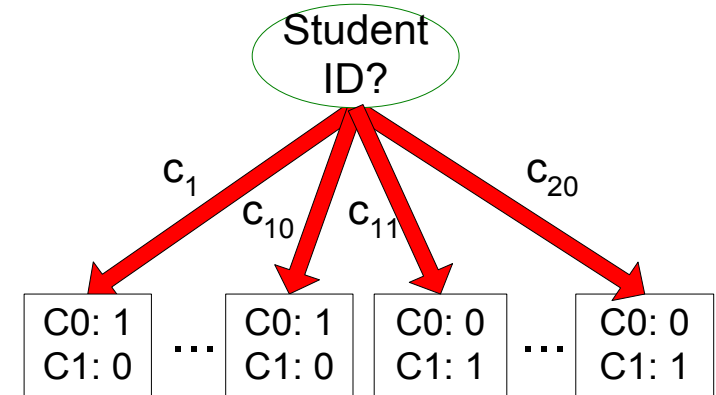 Student
ID?
c₁
c₁₀
c₁₁
c₂₀
C0: 1
C1: 0
...
C0: 1
C1: 0
C0: 0
C1: 1
...
C0: 0
C1: 1